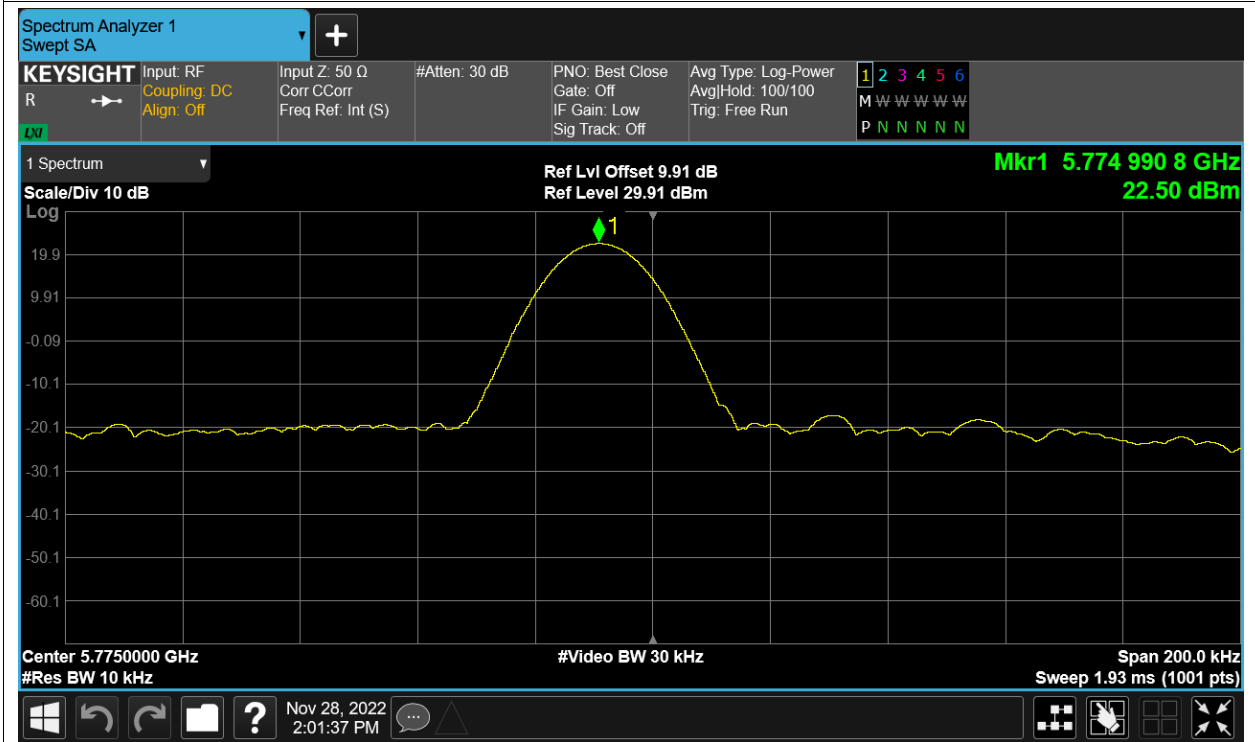 Spectrum Analyzer 1
Swept SA
KEYSIGHT
R
LXI
Input: RF
Coupling: DC
Align: Off
Input Z: 50 Ω
Corr CCorr
Freq Ref: Int (S)
#Atten: 30 dB
PNO: Best Close
Gate: Off
IF Gain: Low
Sig Track: Off
Avg Type: Log-Power
Avg|Hold: 100/100
Trig: Free Run
1 2 3 4 5 6
M W W W W W
P N N N N N
1 Spectrum
Scale/Div 10 dB
Ref Lvl Offset 9.91 dB
Ref Level 29.91 dBm
Mkr1 5.774 990 8 GHz
22.50 dBm
Log
1
19.9
9.91
-0.09
-10.1
-20.1
-30.1
-40.1
-50.1
-60.1
Center 5.7750000 GHz
#Video BW 30 kHz
Span 200.0 kHz
#Res BW 10 kHz
Sweep 1.93 ms (1001 pts)
?
Nov 28, 2022
2:01:37 PM